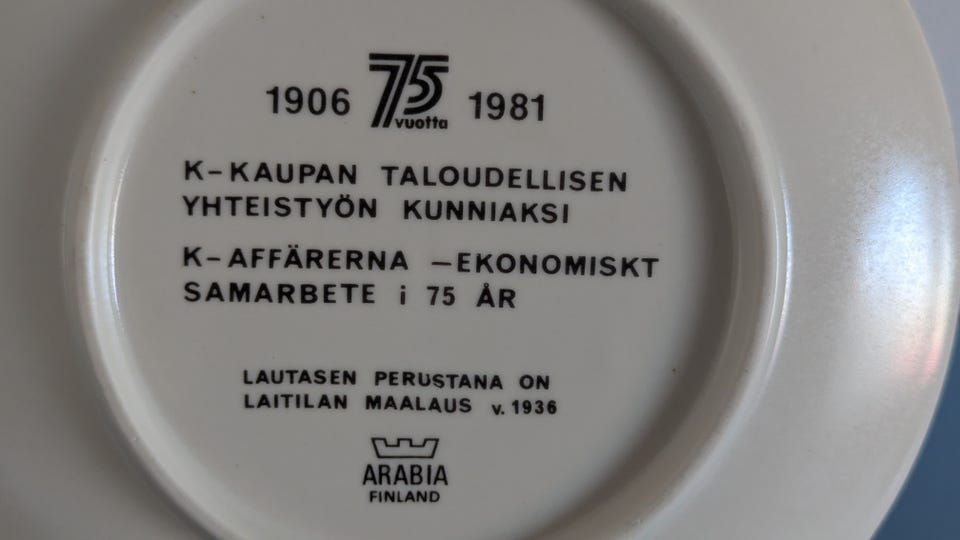 1906 75 vuotta 1981
K-KAUPAN TALOUDELLISEN
YHTEISTYÖN KUNNIAKSI
K-AFFÄRERNA -EKONOMISKT
SAMARBETE i 75 ÅR
LAUTASEN PERUSTANA ON
LAITILAN MAALAUS v. 1936
ARABIA
FINLAND